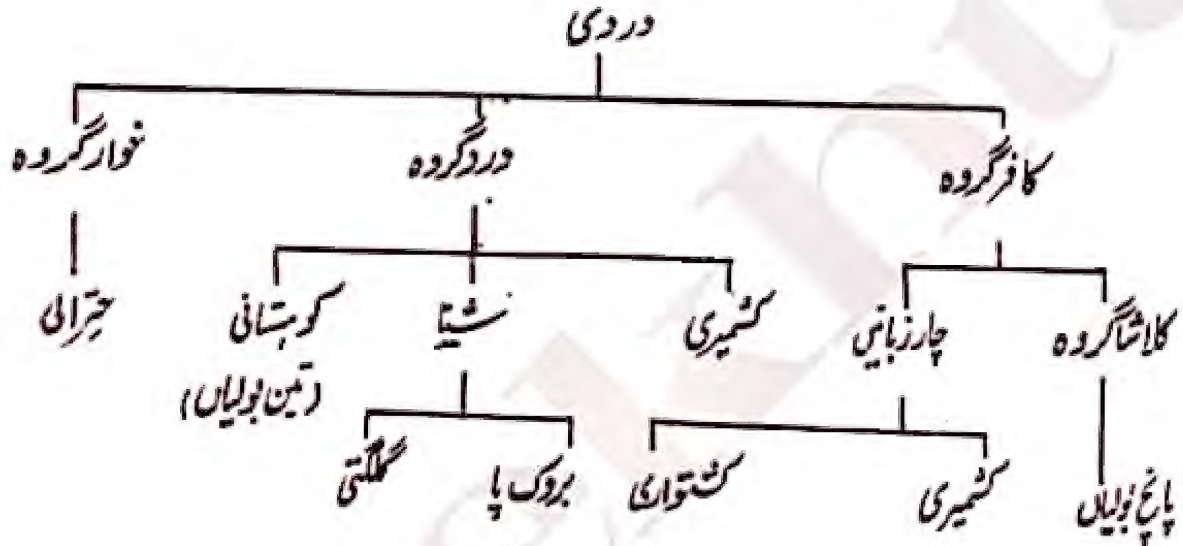 دردی
کافر گروہ درد گروہ خوار گروہ
کلاشا گروہ چار زبانیں کشمیری شینا کوہستانی چترالی
(تین بولیاں)
پانچ بولیاں کشمیری کشتواری بروک پا گلگتی